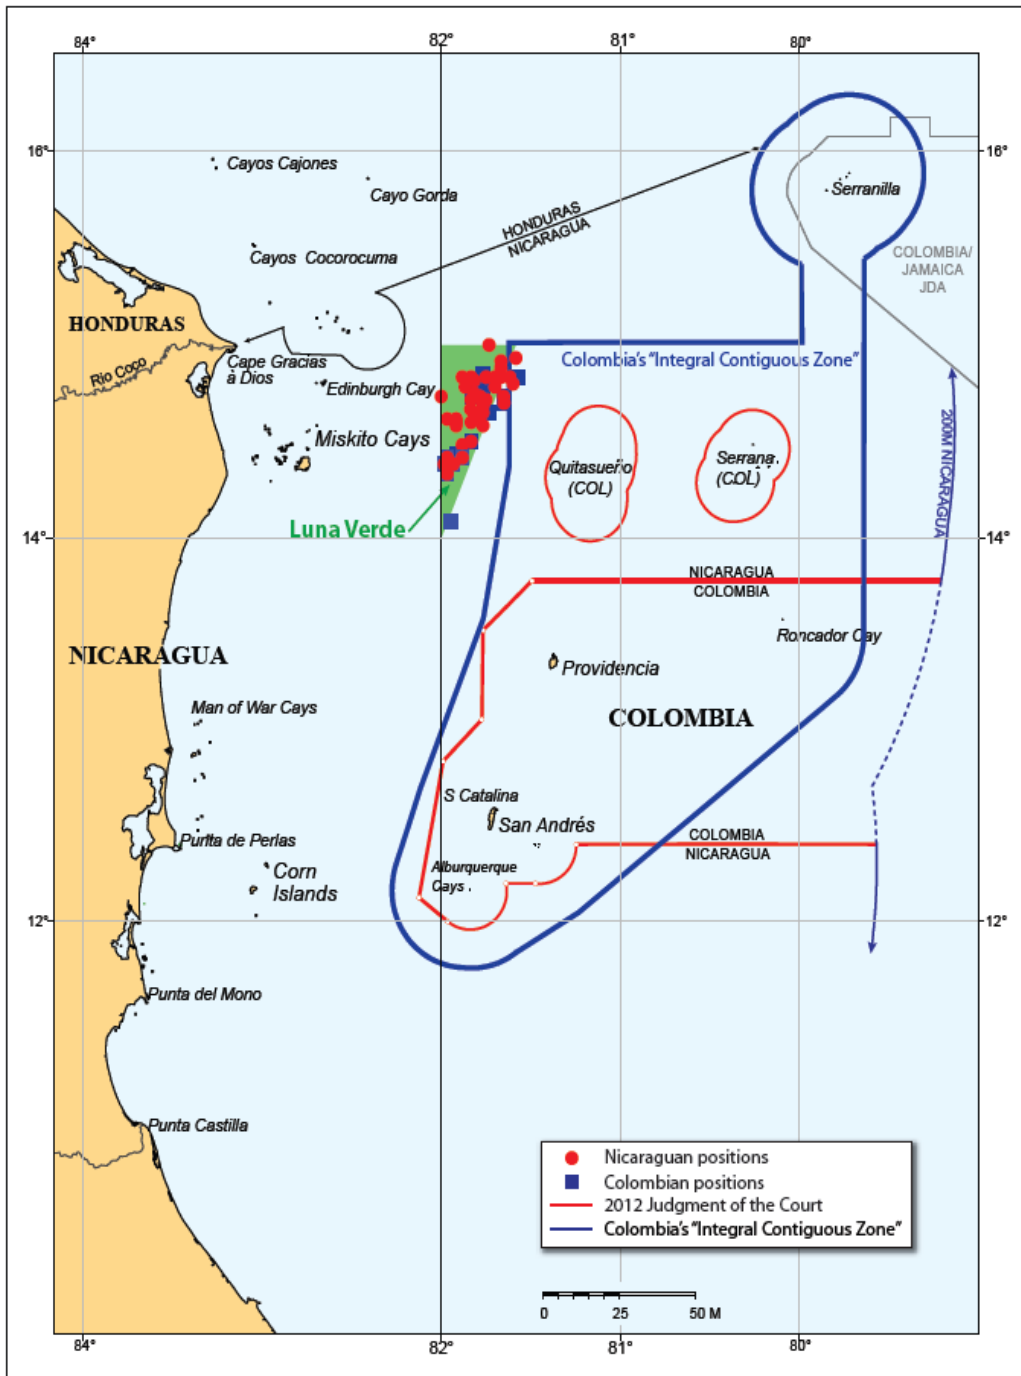 84°
82°
81°
80°
16°
16°
Cayos Cajones
Cayo Gorda
Serranilla
HONDURAS
NICARAGUA
Cayos Cocorocuma
COLOMBIA/
JAMAICA
JDA
HONDURAS
Rio Coco
Cape Gracias
à Dios
Edinburgh Cay
Colombia's "Integral Contiguous Zone"
Miskito Cays
Quitasueño
(COL)
Serrana
(COL)
200M NICARAGUA
Luna Verde
14°
14°
NICARAGUA
COLOMBIA
Roncador Cay
NICARAGUA
Providencia
Man of War Cays
COLOMBIA
S Catalina
San Andrés
Punta de Perlas
COLOMBIA
NICARAGUA
Alburquerque
Cays
Corn
Islands
12°
12°
Punta del Mono
Punta Castilla
Nicaraguan positions
Colombian positions
2012 Judgment of the Court
Colombia's "Integral Contiguous Zone"
0 25 50 M
84°
82°
81°
80°